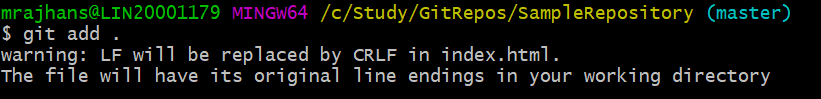 mrajhans@LIN20001179 MINGW64 /c/Study/GitRepos/SampleRepository (master)
$ git add .
warning: LF will be replaced by CRLF in index.html.
The file will have its original line endings in your working directory